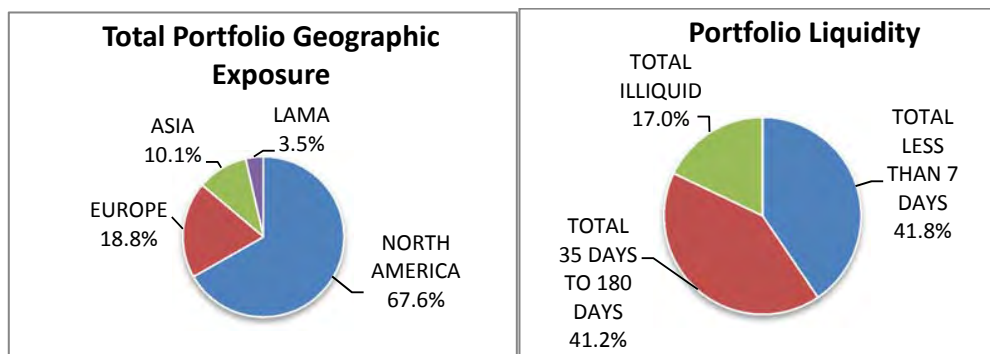 Total Portfolio Geographic
Exposure
LAMA
3.5%
ASIA
10.1%
EUROPE
18.8%
NORTH
AMERICA
67.6%
Portfolio Liquidity
TOTAL
ILLIQUID
17.0%
TOTAL
LESS
THAN 7
DAYS
41.8%
TOTAL
35 DAYS
TO 180
DAYS
41.2%